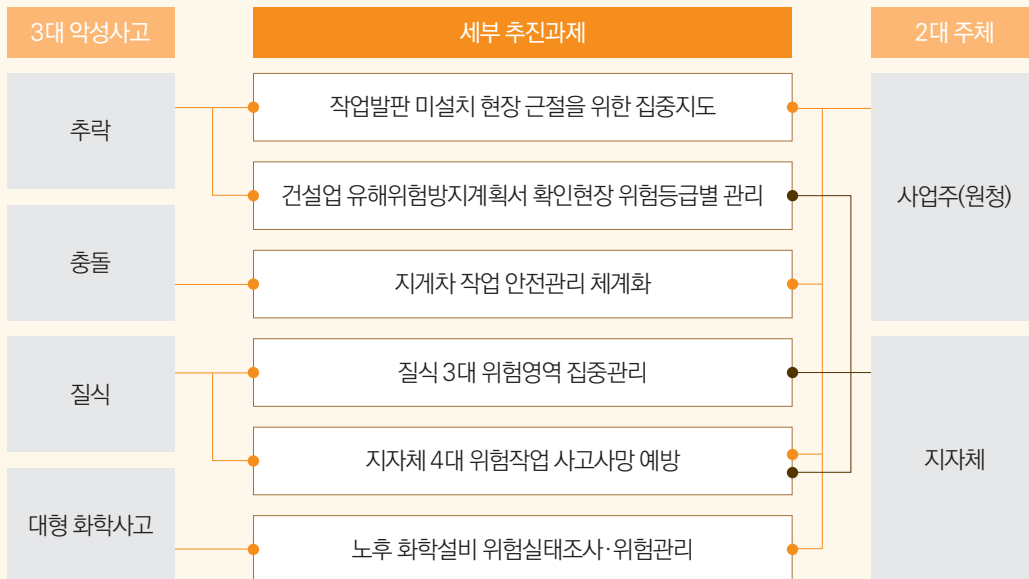 3대 악성사고
세부 추진과제
2대 주체
추락
충돌
질식
대형 화학사고
작업발판 미설치 현장 근절을 위한 집중지도
건설업 유해위험방지계획서 확인현장 위험등급별 관리
지게차 작업 안전관리 체계화
질식 3대 위험영역 집중관리
지자체 4대 위험작업 사고사망 예방
노후 화학설비 위험실태조사·위험관리
사업주(원청)
지자체